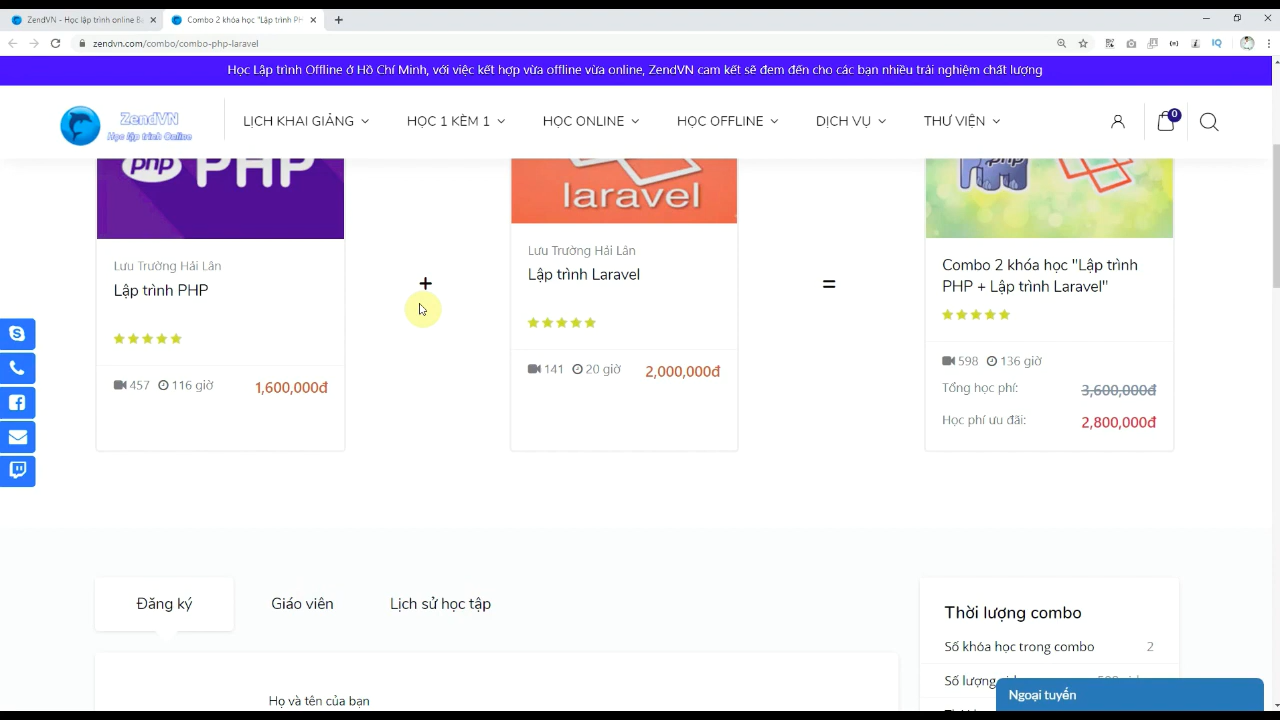 ZendVN - Học lập trình online B
Combo 2 khóa học "Lập trình PH
zendvn.com/combo/combo-php-laravel
IQ
Học Lập trình Offline ở Hồ Chí Minh, với việc kết hợp vừa offline vừa online, ZendVN cam kết sẽ đem đến cho các bạn nhiều trải nghiệm chất lượng
ZendVN
Học lập trình Online
LỊCH KHAI GIẢNG
HỌC 1 KÈM 1
HỌC ONLINE
HỌC OFFLINE
DỊCH VỤ
THƯ VIỆN
0
php PHP
laravel
php
Lưu Trường Hải Lân
Lập trình PHP
457 116 giờ 1,600,000đ
+
Lưu Trường Hải Lân
Lập trình Laravel
141 20 giờ 2,000,000đ
=
Combo 2 khóa học "Lập trình
PHP + Lập trình Laravel"
598 136 giờ
Tổng học phí: 3,600,000đ
Học phí ưu đãi: 2,800,000đ
Đăng ký
Giáo viên
Lịch sử học tập
Họ và tên của bạn
Thời lượng combo
Số khóa học trong combo 2
Số lượng
Ngoại tuyến